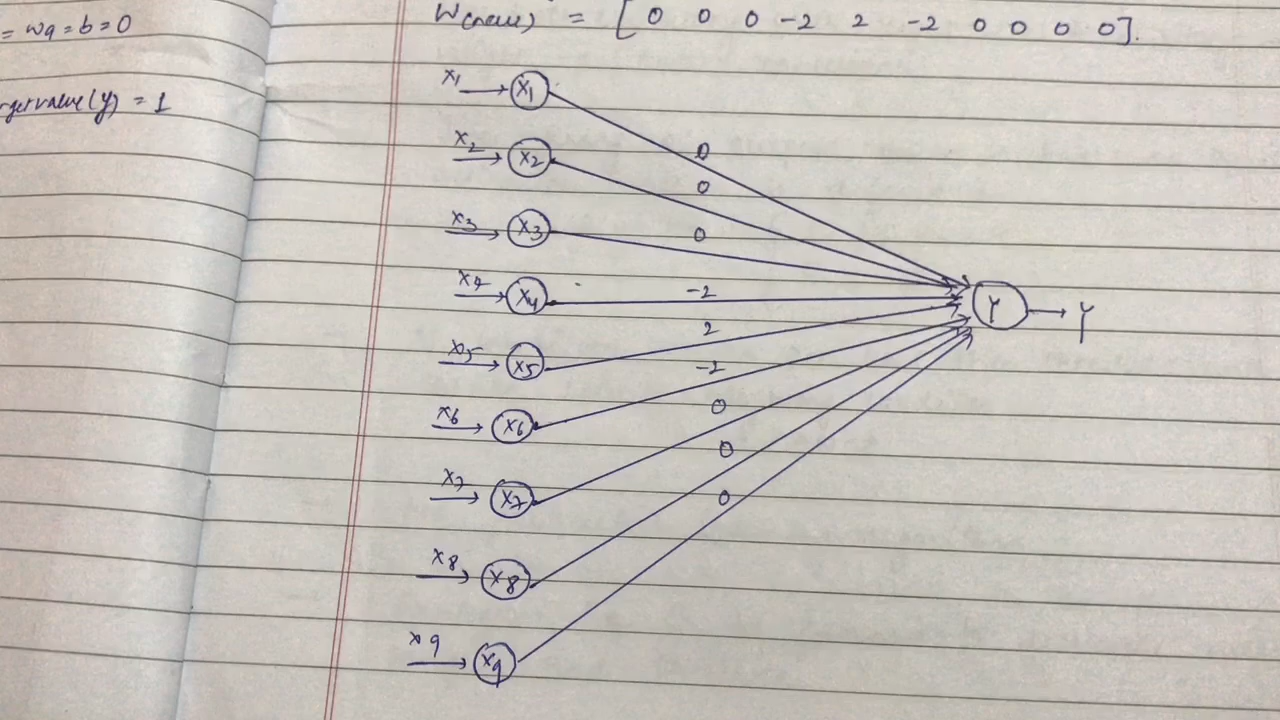 = w9 = b = 0
rget value (y) = 1
W(new) = [ 0 0 0 -2 2 -2 0 0 0 0 ].
x1 X1
0
x2 X2
0
x3 X3
0
x4 X4
-2
Y Y
x5 X5
2
x6 X6
-2
x7 X7
0
x8 X8
0
x9 X9
0